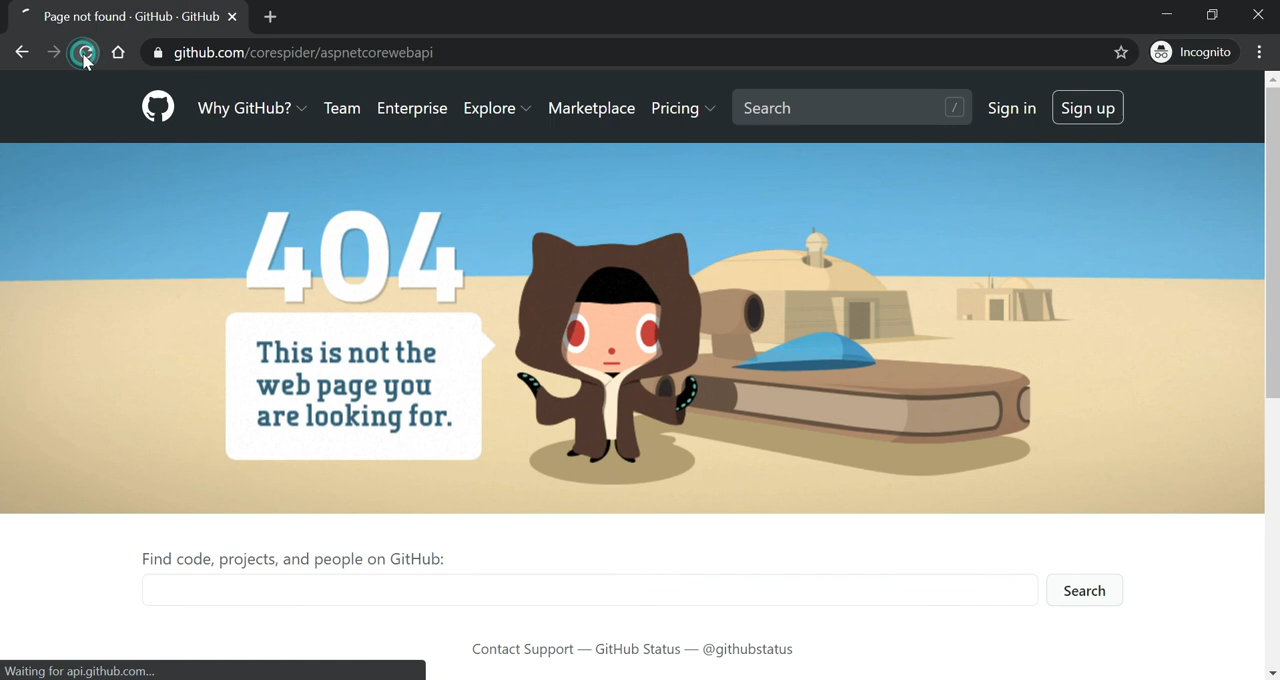 Page not found · GitHub · GitHub
github.com/corespider/aspnetcorewebapi
Incognito
Why GitHub? Team Enterprise Explore Marketplace Pricing Search / Sign in Sign up
404
This is not the
web page you
are looking for.
Find code, projects, and people on GitHub:
Search
Contact Support — GitHub Status — @githubstatus
Waiting for api.github.com...